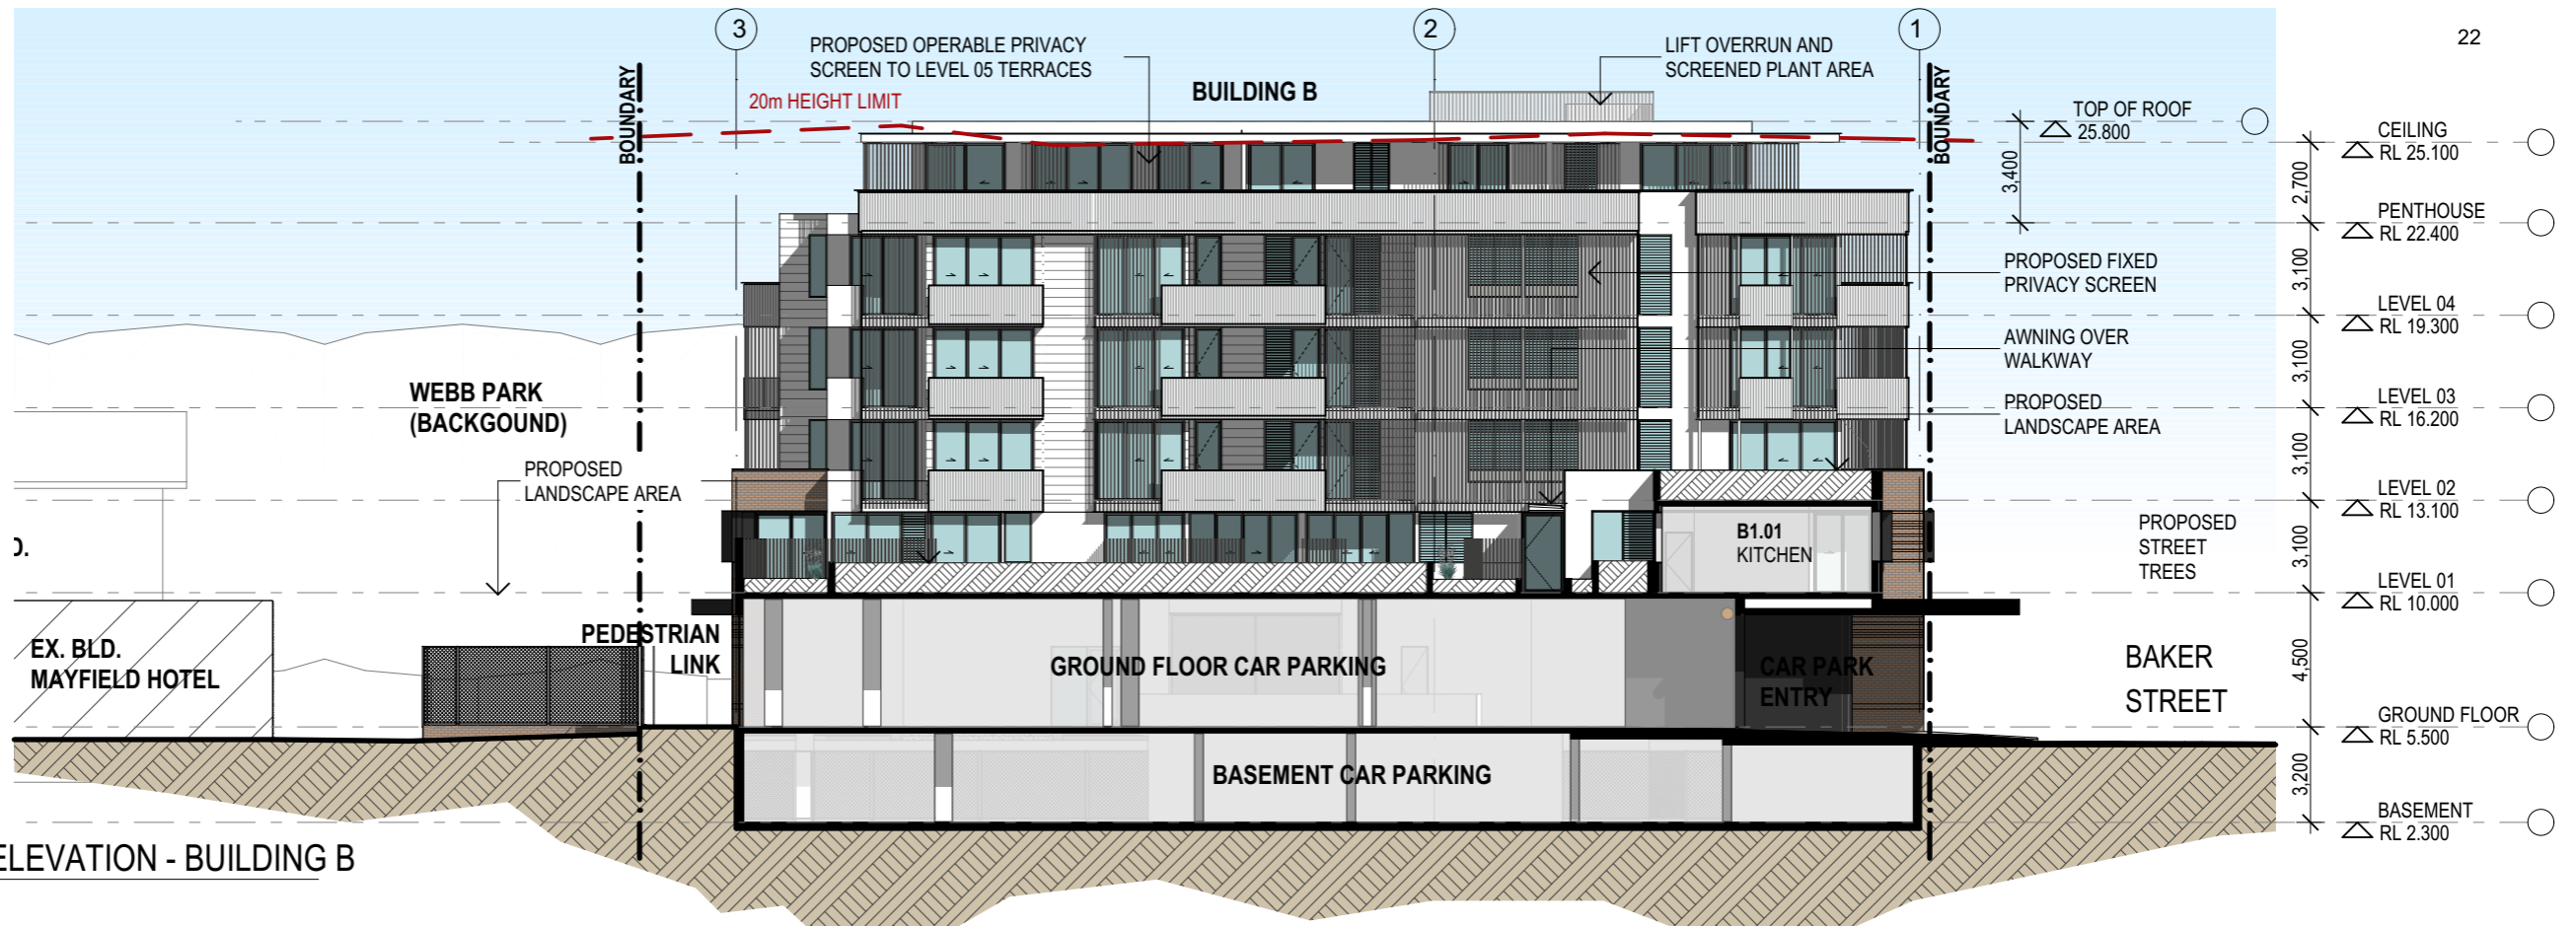 3
2
1
22
PROPOSED OPERABLE PRIVACY
SCREEN TO LEVEL 05 TERRACES
LIFT OVERRUN AND
SCREENED PLANT AREA
BUILDING B
20m HEIGHT LIMIT
BOUNDARY
BOUNDARY
TOP OF ROOF
25.800
3,400
CEILING
RL 25.100
2,700
PENTHOUSE
RL 22.400
3,100
PROPOSED FIXED
PRIVACY SCREEN
LEVEL 04
RL 19.300
3,100
AWNING OVER
WALKWAY
WEBB PARK
(BACKGOUND)
PROPOSED
LANDSCAPE AREA
LEVEL 03
RL 16.200
3,100
PROPOSED
LANDSCAPE AREA
LEVEL 02
RL 13.100
3,100
B1.01
KITCHEN
PROPOSED
STREET
TREES
D.
LEVEL 01
RL 10.000
4,500
EX. BLD.
MAYFIELD HOTEL
PEDESTRIAN
LINK
GROUND FLOOR CAR PARKING
CAR PARK
ENTRY
BAKER
STREET
GROUND FLOOR
RL 5.500
3,200
BASEMENT CAR PARKING
BASEMENT
RL 2.300
ELEVATION - BUILDING B